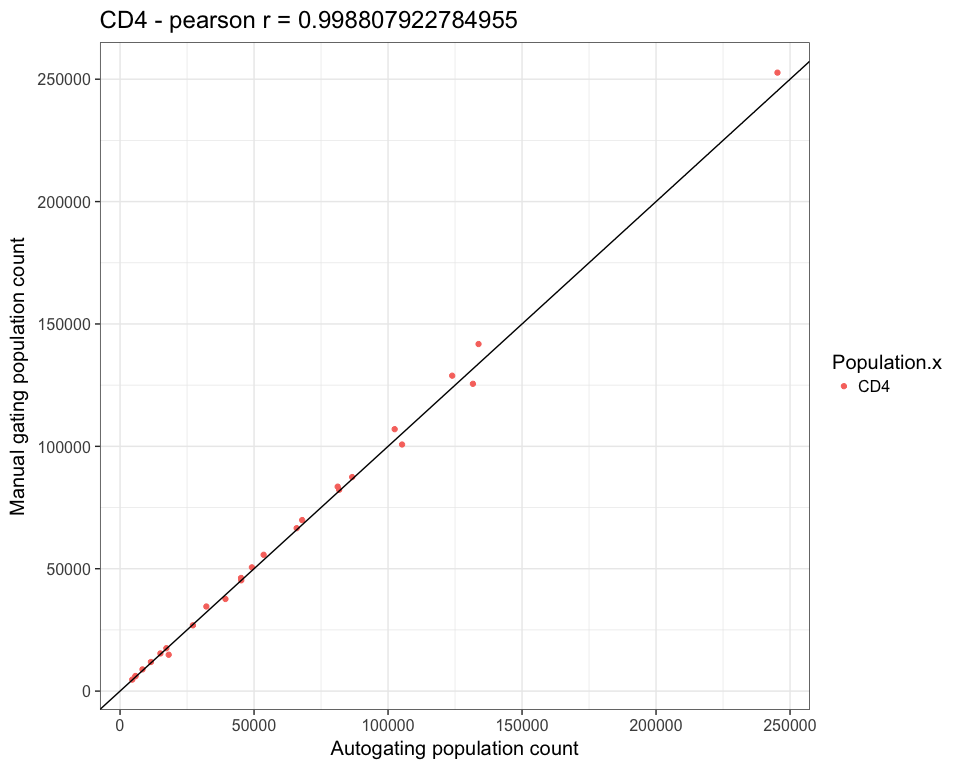 CD4 - pearson r = 0.998807922784955
250000
200000
150000
100000
50000
0
Manual gating population count
0 50000 100000 150000 200000 250000
Autogating population count
Population.x
CD4